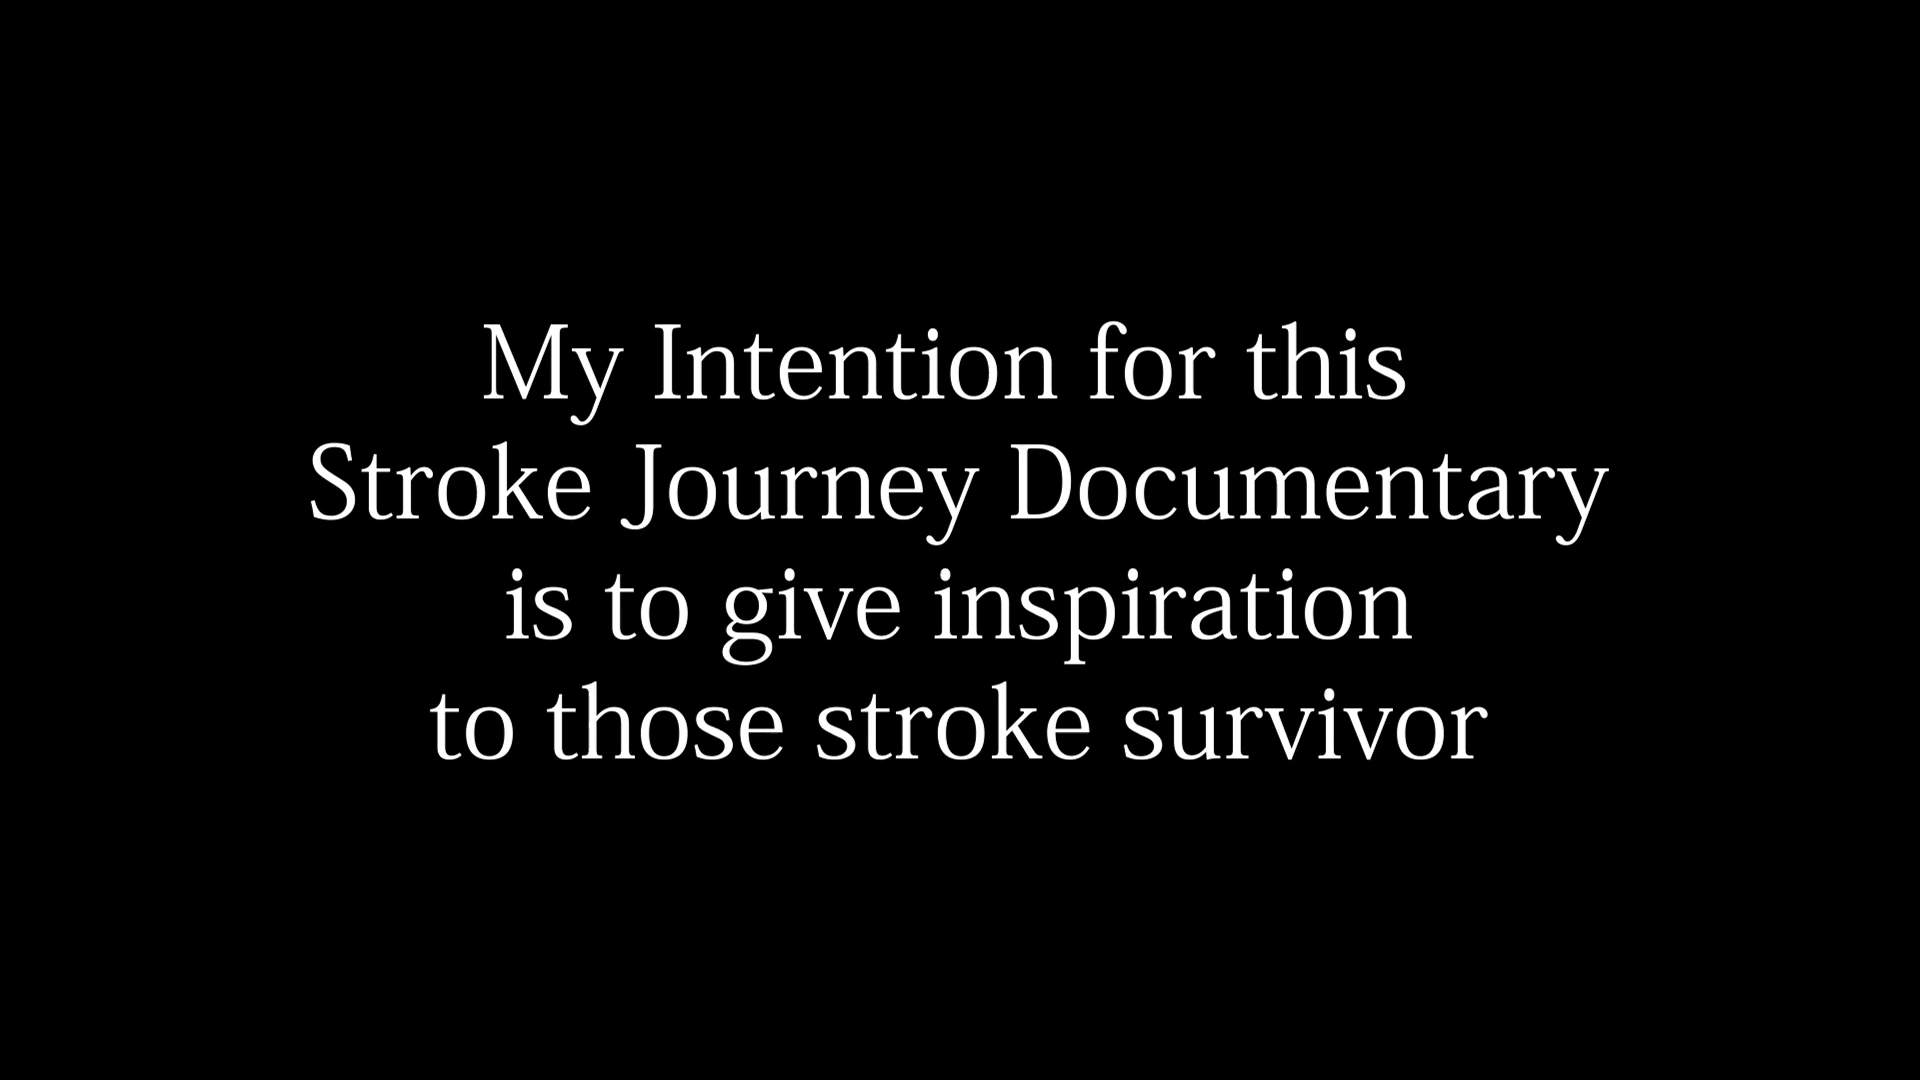 My Intention for this
Stroke Journey Documentary
is to give inspiration
to those stroke survivor